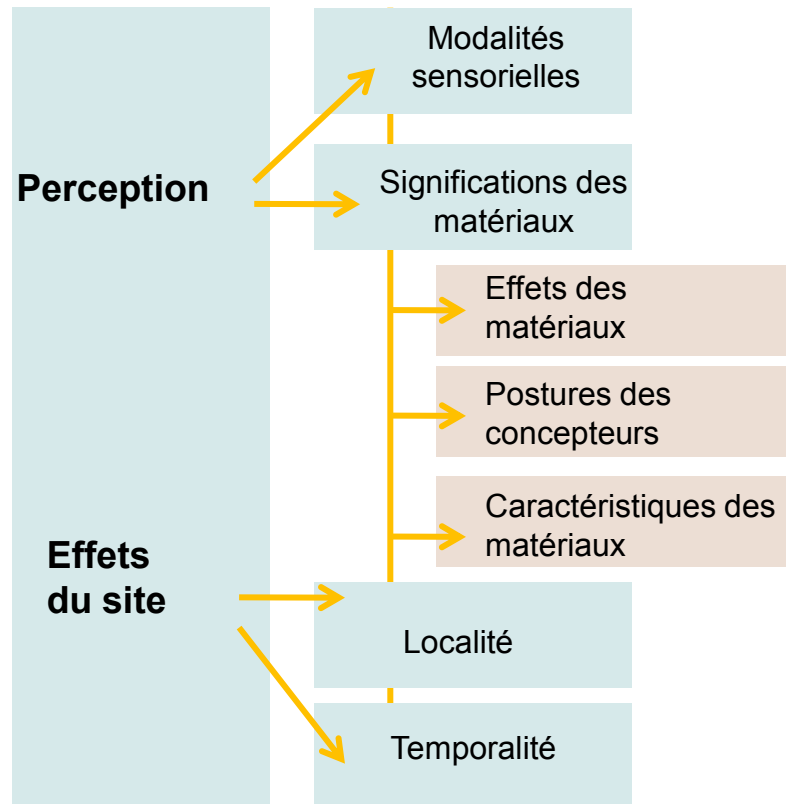 Modalités
sensorielles
Perception
Significations des
matériaux
Effets des
matériaux
Postures des
concepteurs
Caractéristiques des
matériaux
Effets
du site
Localité
Temporalité